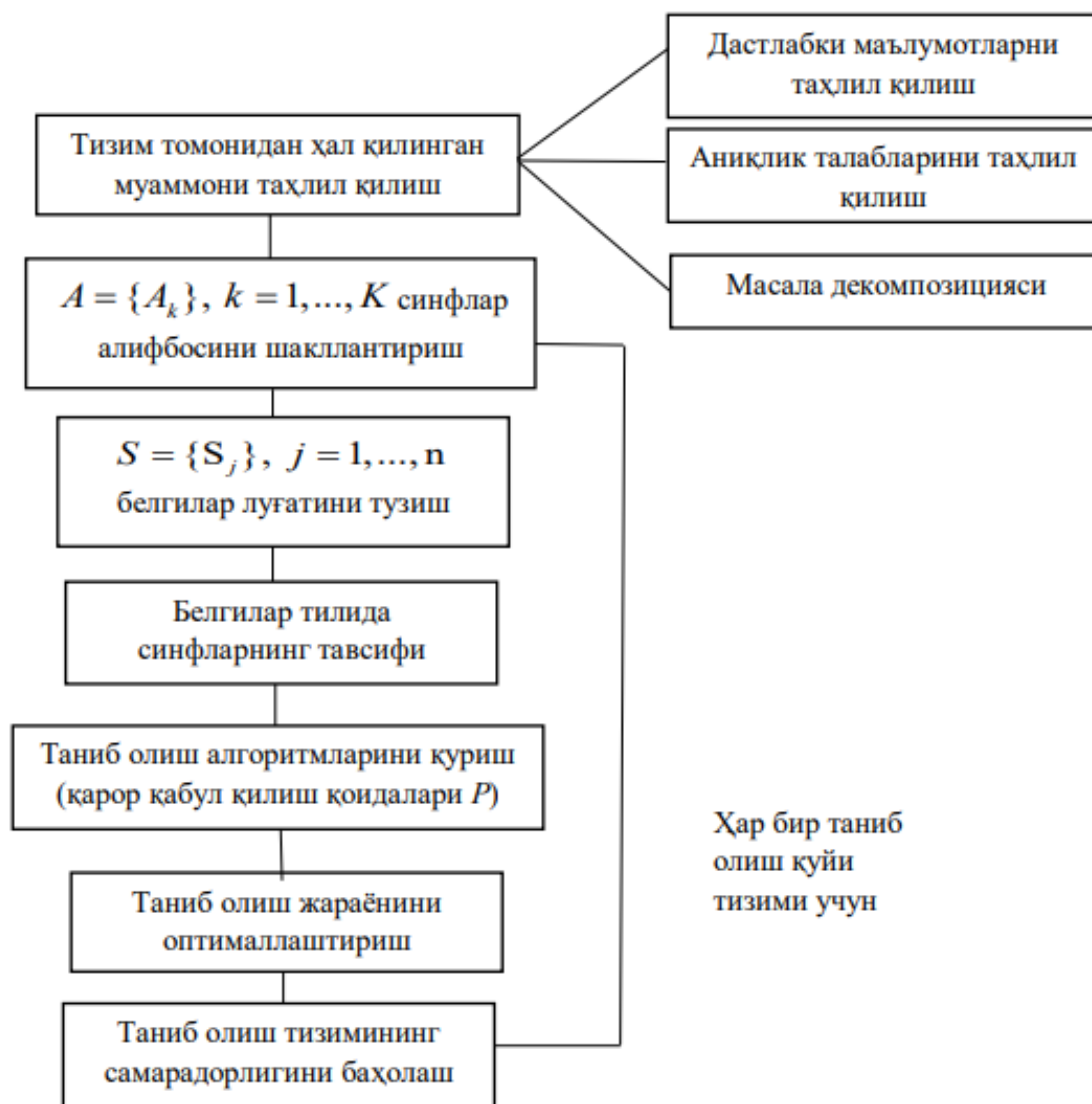 Дастлабки маълумотларни
таҳлил қилиш
Тизим томонидан ҳал қилинган
муаммони таҳлил қилиш
Аниқлик талабларини таҳлил
қилиш
Масала декомпозицияси
A = {A_k}, k = 1,..., K синфлар
алифбосини шакллантириш
S = {S_j}, j = 1,..., n
белгилар луғатини тузиш
Белгилар тилида
синфларнинг тавсифи
Таниб олиш алгоритмларини қуриш
(қарор қабул қилиш қоидалари P)
Ҳар бир таниб
олиш қуйи
тизими учун
Таниб олиш жараёнини
оптималлаштириш
Таниб олиш тизимининг
самарадорлигини баҳолаш